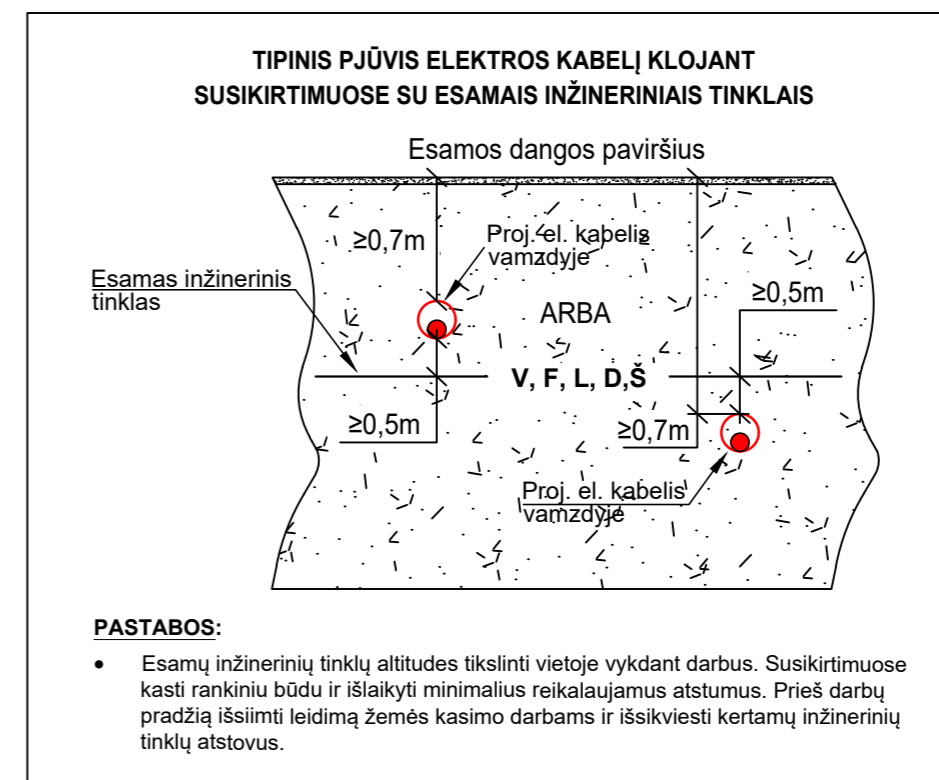 TIPINIS PJŪVIS ELEKTROS KABELĮ KLOJANT
SUSIKIRTIMUOSE SU ESAMAIS INŽINERINIAIS TINKLAIS
Esamos dangos paviršius
≥0,7m
Proj. el. kabelis
vamzdyje
Esamas inžinerinis
tinklas
≥0,5m
ARBA
V, F, L, D,Š
≥0,5m
≥0,7m
Proj. el. kabelis
vamzdyje
PASTABOS:
• Esamų inžinerinių tinklų altitudes tikslinti vietoje vykdant darbus. Susikirtimuose
kasti rankiniu būdu ir išlaikyti minimalius reikalaujamus atstumus. Prieš darbų
pradžią išsiimti leidimą žemės kasimo darbams ir išsikviesti kertamų inžinerinių
tinklų atstovus.